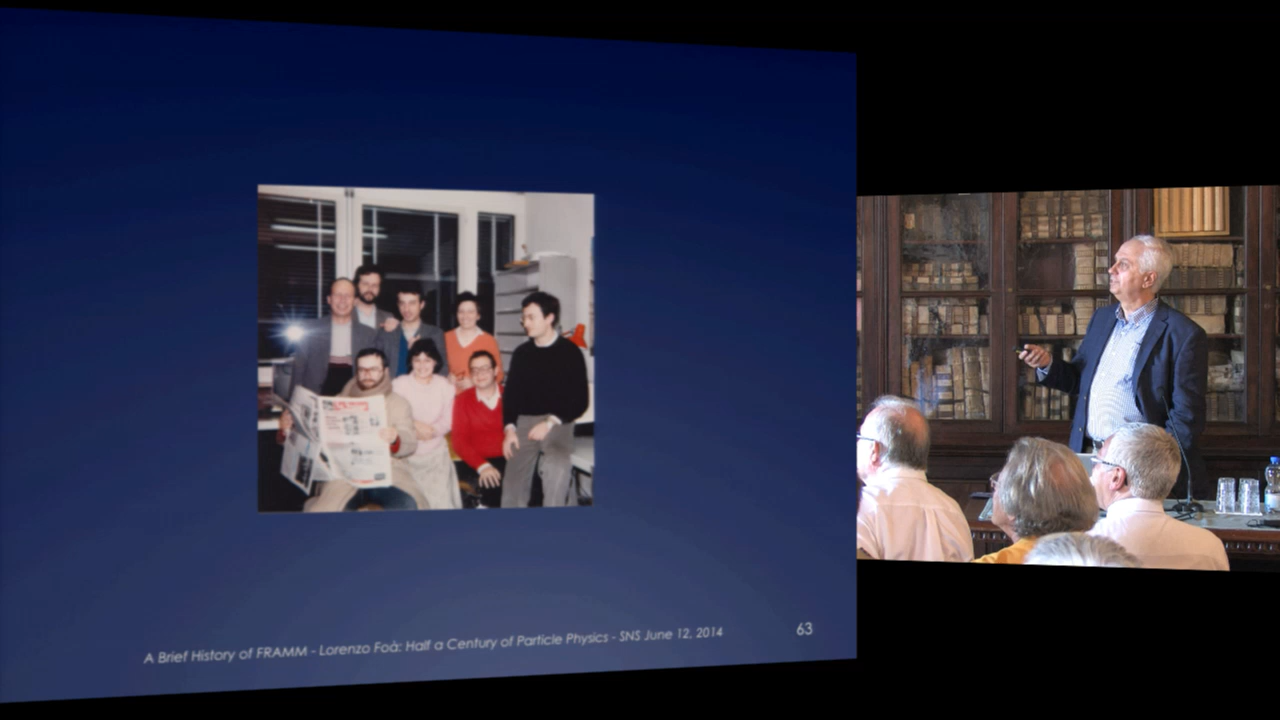 A Brief History of FRAMM - Lorenzo Foà: Half a Century of Particle Physics - SNS June 12, 2014
63